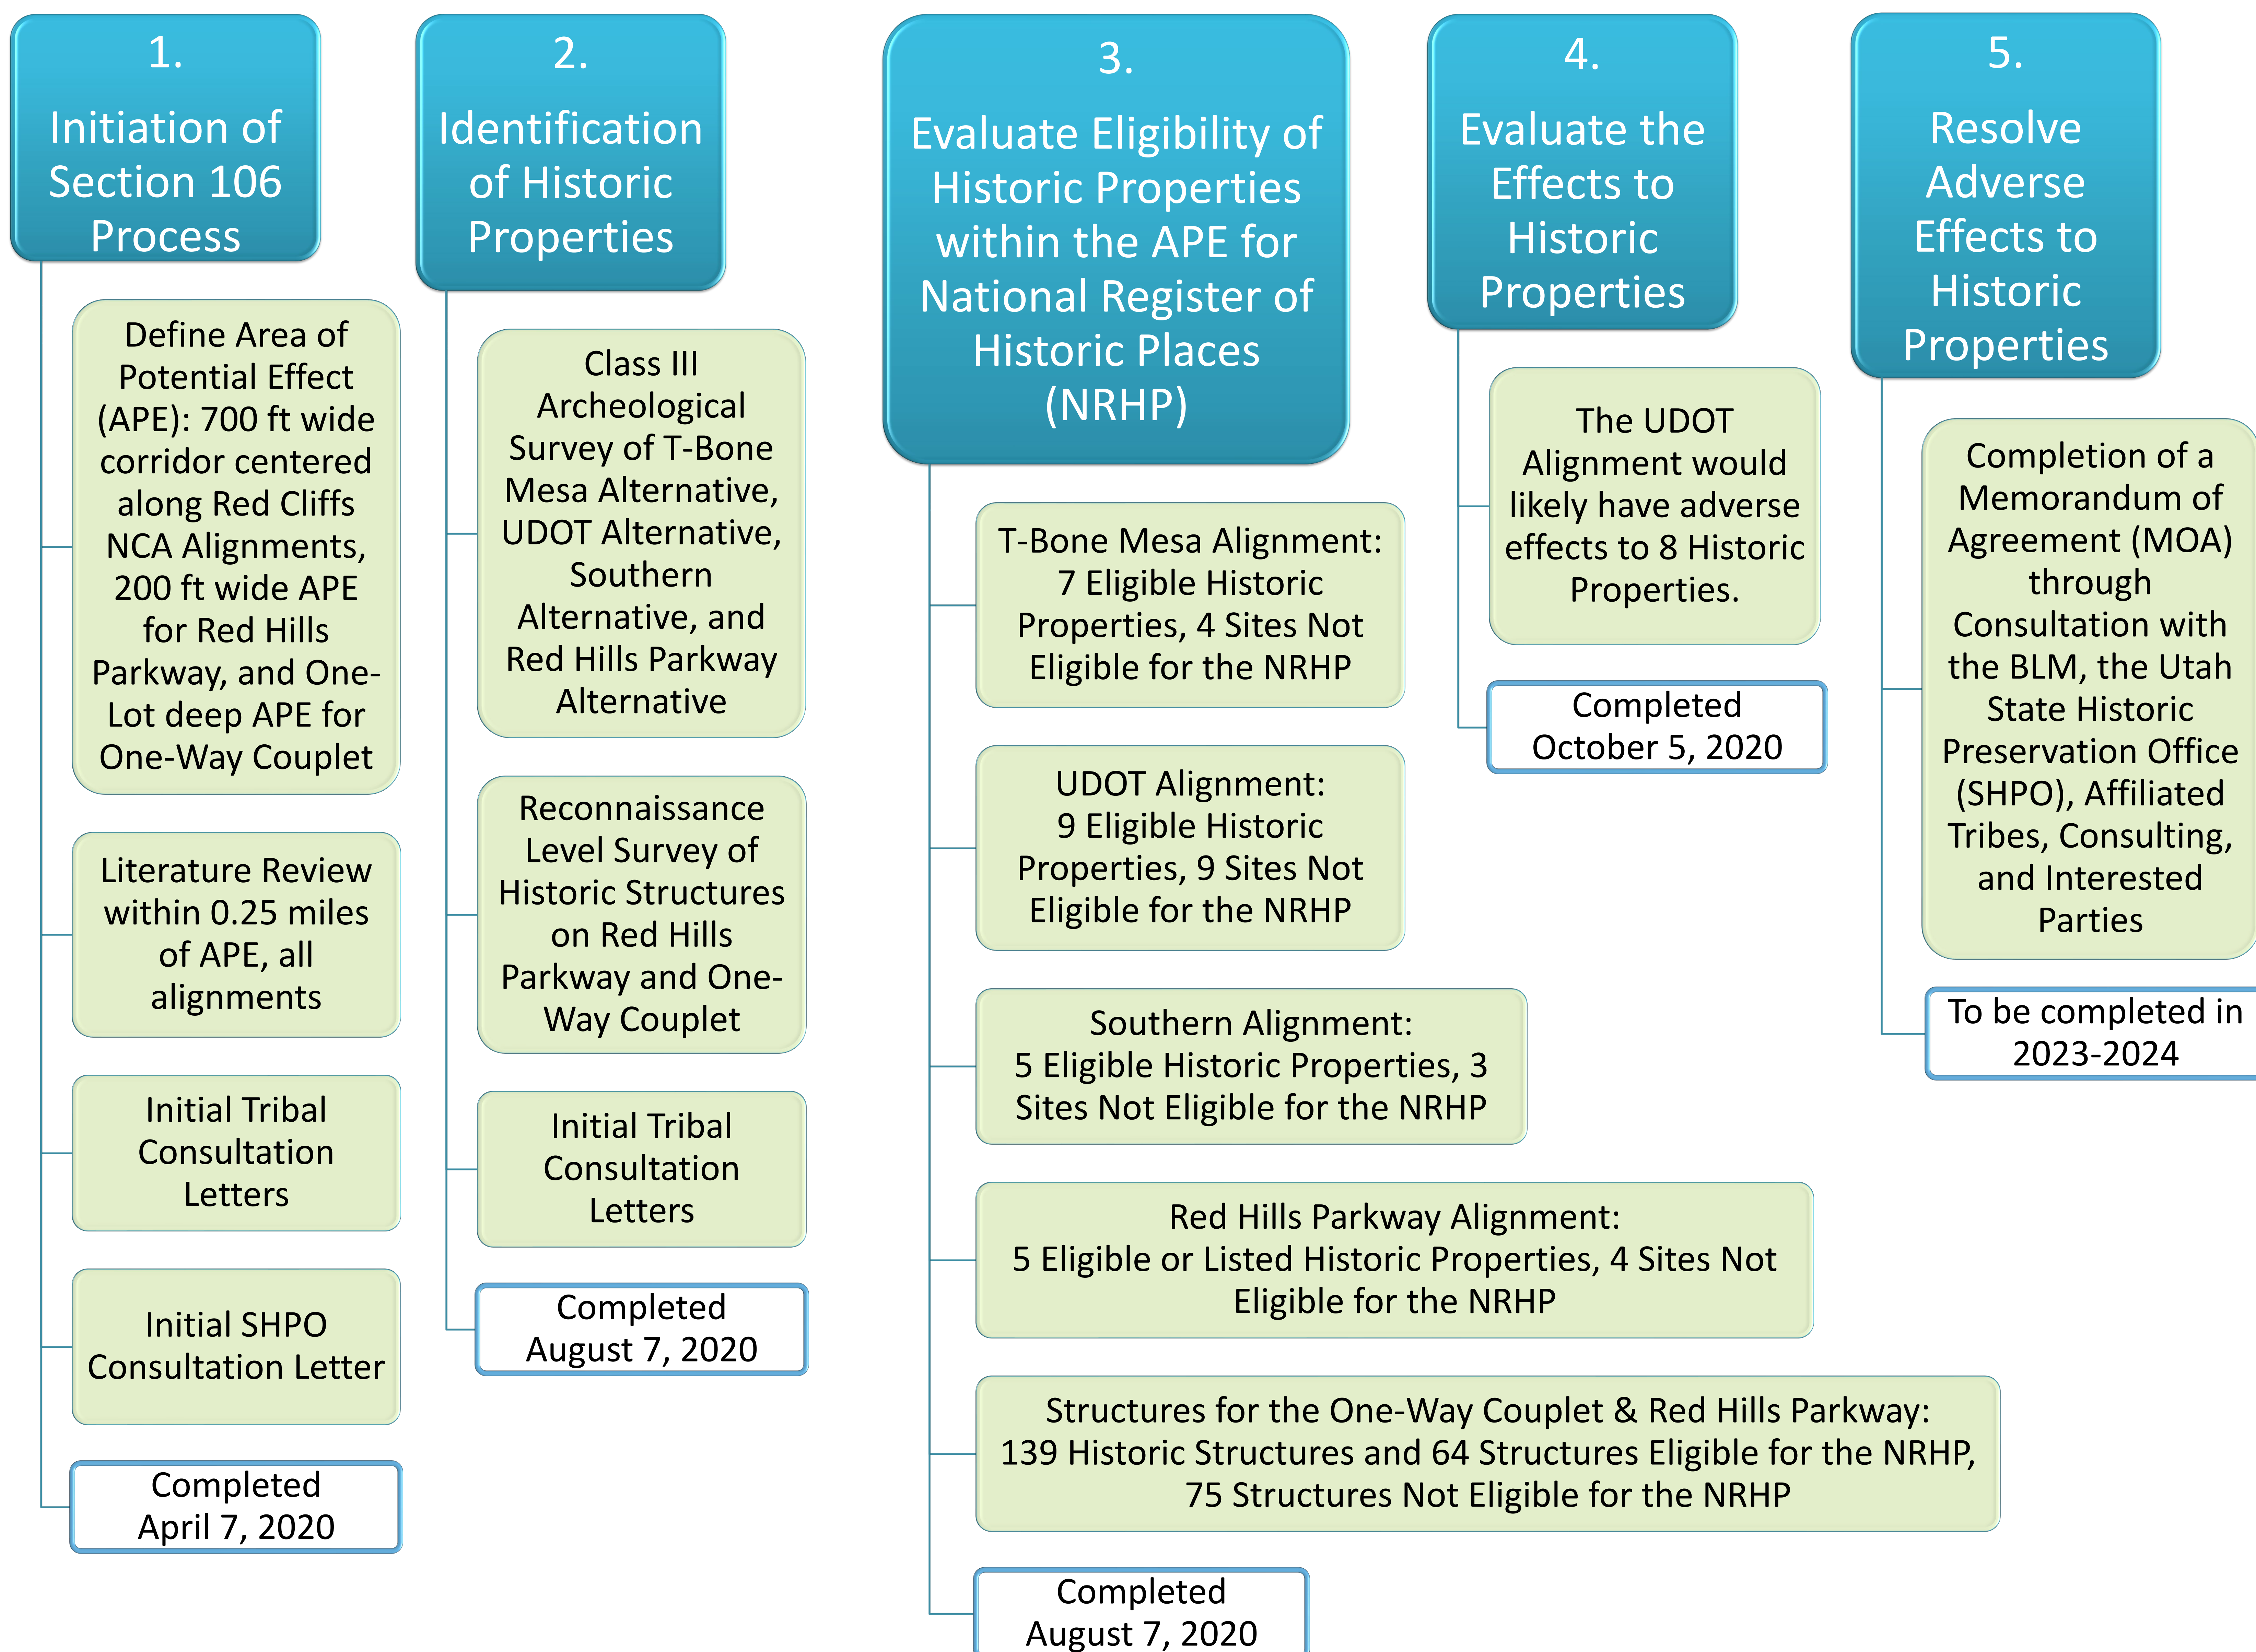 1.
Initiation of
Section 106
Process
Define Area of
Potential Effect
(APE): 700 ft wide
corridor centered
along Red Cliffs
NCA Alignments,
200 ft wide APE
for Red Hills
Parkway, and One-
Lot deep APE for
One-Way Couplet
Literature Review
within 0.25 miles
of APE, all
alignments
Initial Tribal
Consultation
Letters
Initial SHPO
Consultation Letter
Completed
April 7, 2020
2.
Identification
of Historic
Properties
Class III
Archeological
Survey of T-Bone
Mesa Alternative,
UDOT Alternative,
Southern
Alternative, and
Red Hills Parkway
Alternative
Reconnaissance
Level Survey of
Historic Structures
on Red Hills
Parkway and One-
Way Couplet
Initial Tribal
Consultation
Letters
Completed
August 7, 2020
3.
Evaluate Eligibility of
Historic Properties
within the APE for
National Register of
Historic Places
(NRHP)
T-Bone Mesa Alignment:
7 Eligible Historic
Properties, 4 Sites Not
Eligible for the NRHP
UDOT Alignment:
9 Eligible Historic
Properties, 9 Sites Not
Eligible for the NRHP
Southern Alignment:
5 Eligible Historic Properties, 3
Sites Not Eligible for the NRHP
Red Hills Parkway Alignment:
5 Eligible or Listed Historic Properties, 4 Sites Not
Eligible for the NRHP
Structures for the One-Way Couplet & Red Hills Parkway:
139 Historic Structures and 64 Structures Eligible for the NRHP,
75 Structures Not Eligible for the NRHP
Completed
August 7, 2020
4.
Evaluate the
Effects to
Historic
Properties
The UDOT
Alignment would
likely have adverse
effects to 8 Historic
Properties.
Completed
October 5, 2020
5.
Resolve
Adverse
Effects to
Historic
Properties
Completion of a
Memorandum of
Agreement (MOA)
through
Consultation with
the BLM, the Utah
State Historic
Preservation Office
(SHPO), Affiliated
Tribes, Consulting,
and Interested
Parties
To be completed in
2023-2024